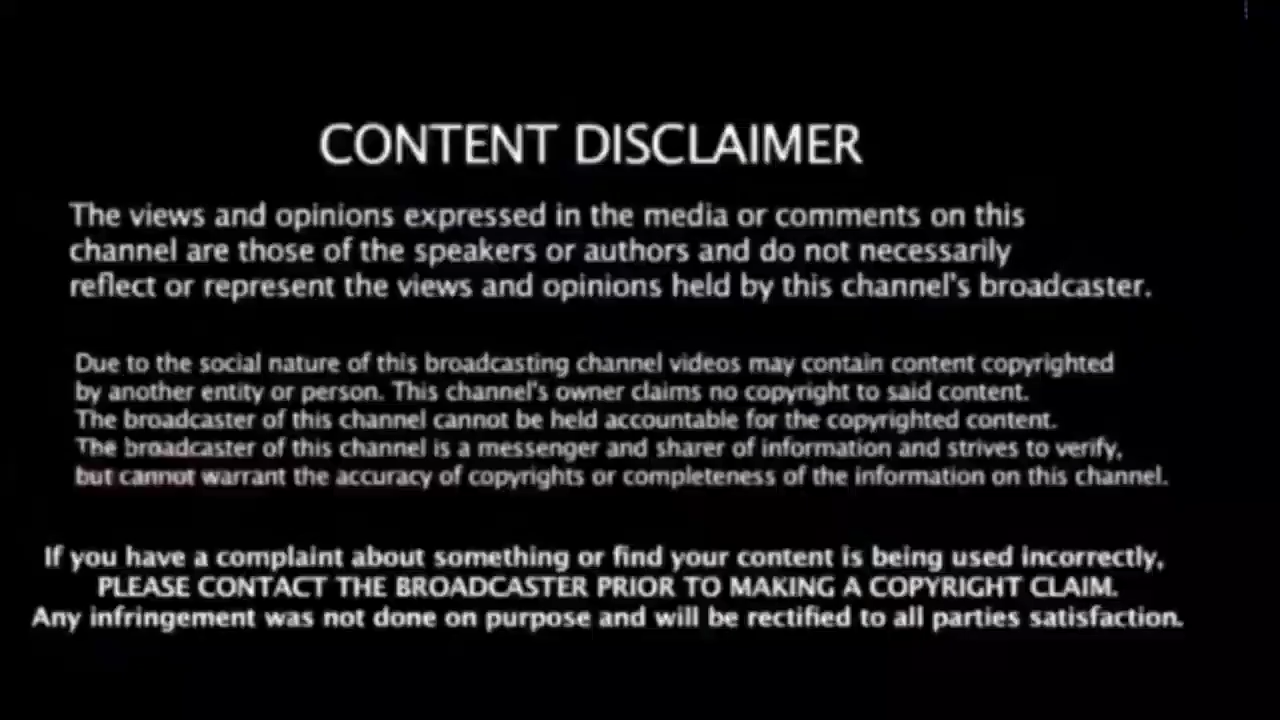 CONTENT DISCLAIMER
The views and opinions expressed in the media or comments on this
channel are those of the speakers or authors and do not necessarily
reflect or represent the views and opinions held by this channel's broadcaster.
Due to the social nature of this broadcasting channel videos may contain content copyrighted
by another entity or person. This channel's owner claims no copyright to said content.
The broadcaster of this channel cannot be held accountable for the copyrighted content.
The broadcaster of this channel is a messenger and sharer of information and strives to verify,
but cannot warrant the accuracy of copyrights or completeness of the information on this channel.
If you have a complaint about something or find your content is being used incorrectly,
PLEASE CONTACT THE BROADCASTER PRIOR TO MAKING A COPYRIGHT CLAIM.
Any infringement was not done on purpose and will be rectified to all parties satisfaction.